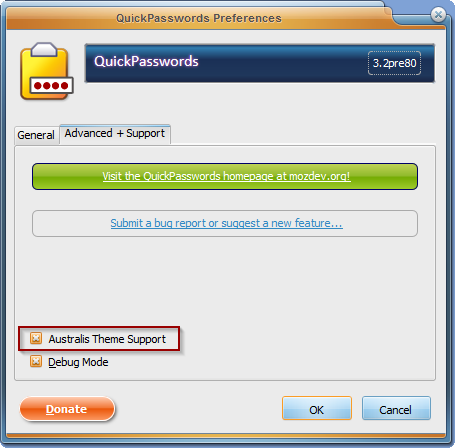 QuickPasswords Preferences
QuickPasswords
3.2pre80
General
Advanced + Support
Visit the QuickPasswords homepage at mozdev.org!
Submit a bug report or suggest a new feature...
Australis Theme Support
Debug Mode
Donate
OK
Cancel